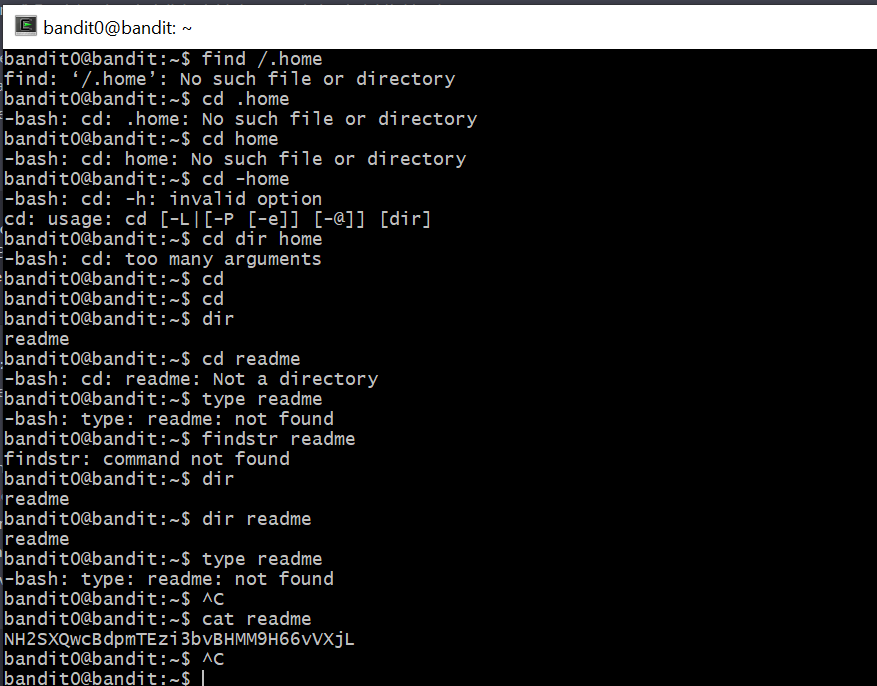 bandit0@bandit: ~
bandit0@bandit:~$ find /.home
find: ‘/.home’: No such file or directory
bandit0@bandit:~$ cd .home
-bash: cd: .home: No such file or directory
bandit0@bandit:~$ cd home
-bash: cd: home: No such file or directory
bandit0@bandit:~$ cd -home
-bash: cd: -h: invalid option
cd: usage: cd [-L|[-P [-e]] [-@]] [dir]
bandit0@bandit:~$ cd dir home
-bash: cd: too many arguments
bandit0@bandit:~$ cd
bandit0@bandit:~$ cd
bandit0@bandit:~$ dir
readme
bandit0@bandit:~$ cd readme
-bash: cd: readme: Not a directory
bandit0@bandit:~$ type readme
-bash: type: readme: not found
bandit0@bandit:~$ findstr readme
findstr: command not found
bandit0@bandit:~$ dir
readme
bandit0@bandit:~$ dir readme
readme
bandit0@bandit:~$ type readme
-bash: type: readme: not found
bandit0@bandit:~$ ^C
bandit0@bandit:~$ cat readme
NH2SXQwcBdpmTEzi3bvBHMM9H66vVXjL
bandit0@bandit:~$ ^C
bandit0@bandit:~$